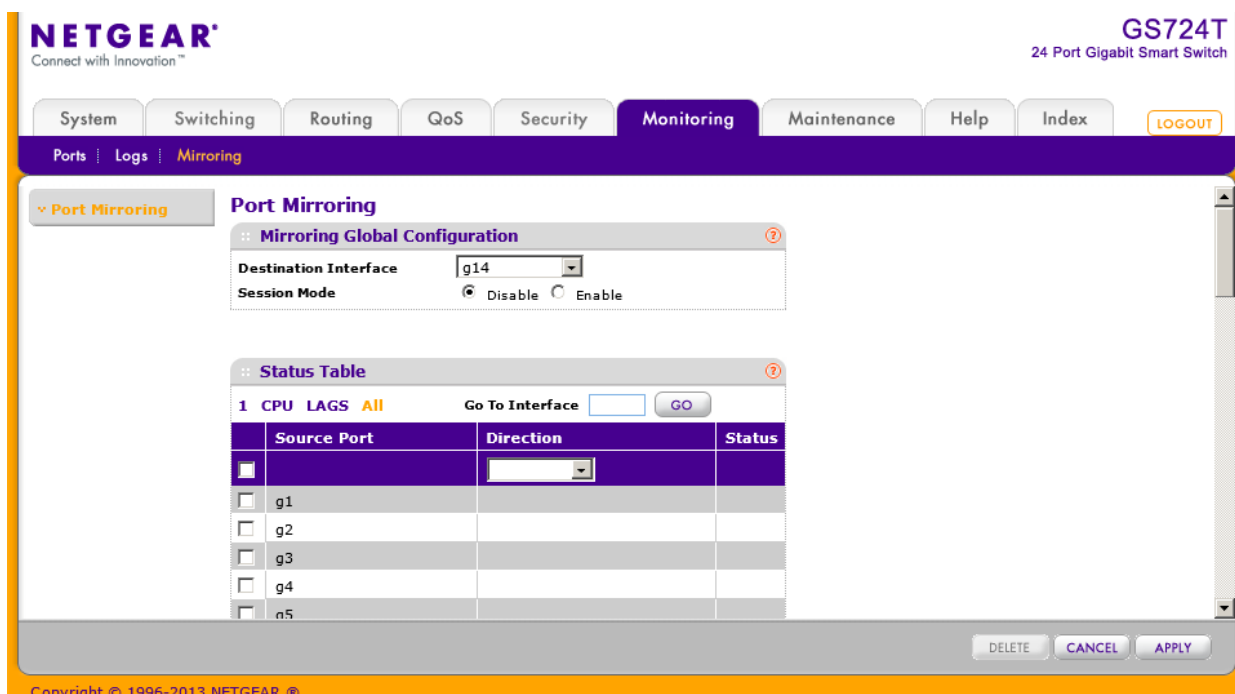 NETGEAR®
Connect with Innovation™
GS724T
24 Port Gigabit Smart Switch
System Switching Routing QoS Security Monitoring Maintenance Help Index LOGOUT
Ports Logs Mirroring
Port Mirroring
Port Mirroring
Mirroring Global Configuration ?
Destination Interface g14
Session Mode Disable Enable
Status Table ?
1 CPU LAGS All Go To Interface GO
Source Port Direction Status
g1
g2
g3
g4
g5
DELETE CANCEL APPLY
Copyright © 1996-2013 NETGEAR ®